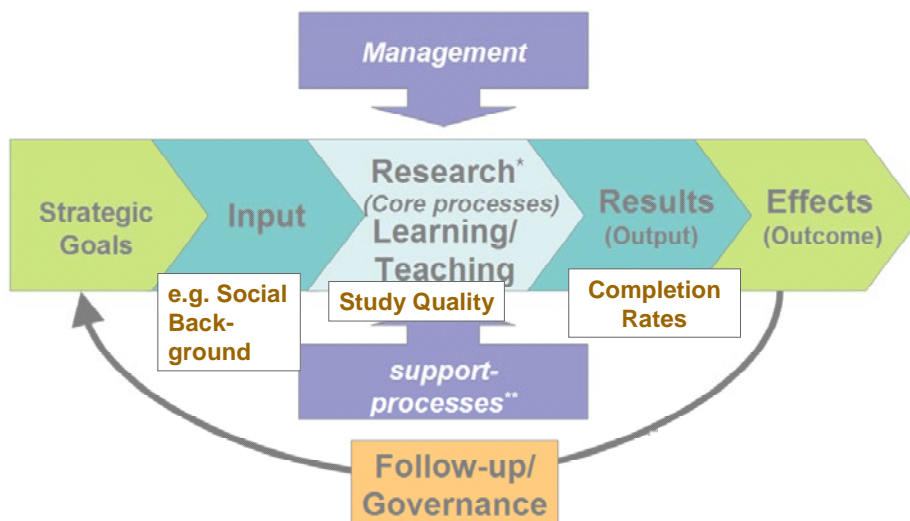 Management
Strategic
Goals
Input
Research*
(Core processes)
Learning/
Teaching
Results
(Output)
Effects
(Outcome)
e.g. Social
Back-
ground
Study Quality
Completion
Rates
support-
processes**
Follow-up/
Governance